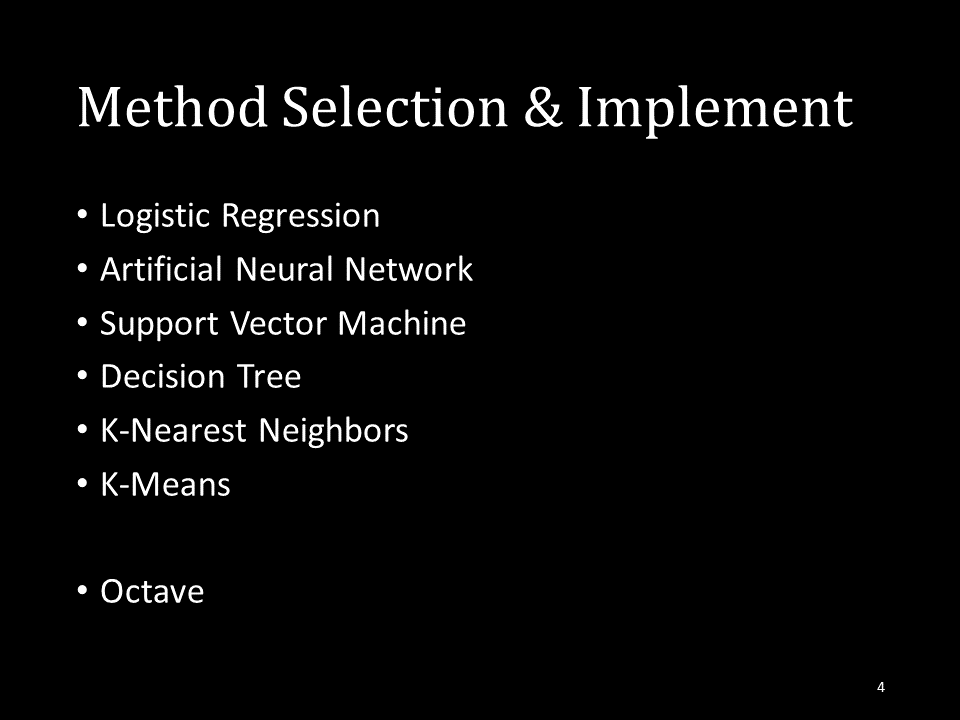 Method Selection & Implement
• Logistic Regression
• Artificial Neural Network
• Support Vector Machine
• Decision Tree
• K-Nearest Neighbors
• K-Means
• Octave
4